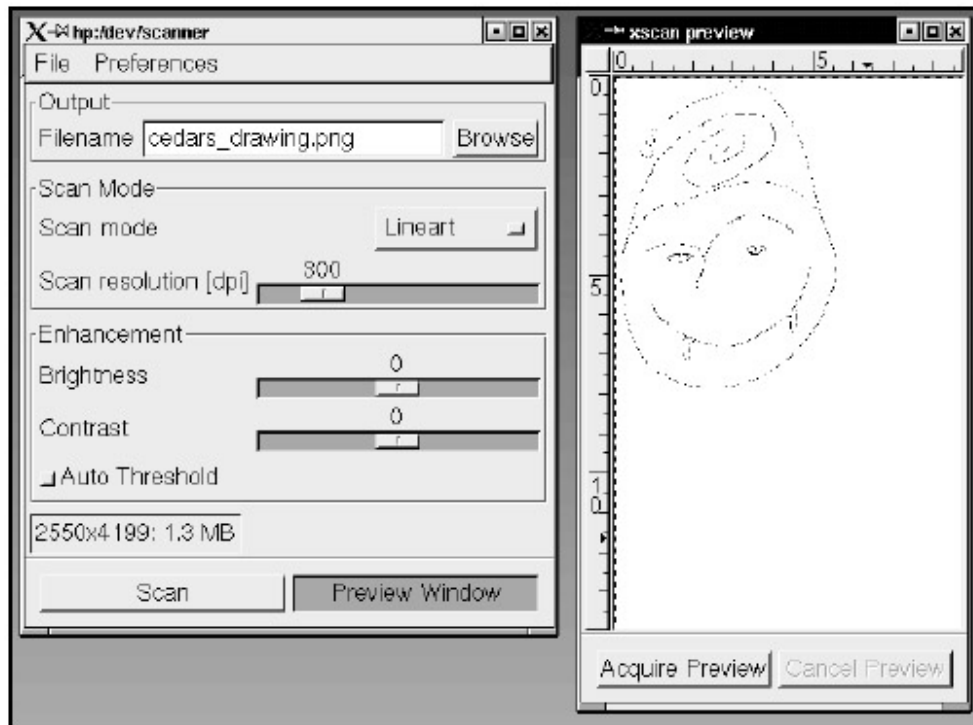 hp:/dev/scanner
File Preferences
Output
Filename cedars_drawing.png Browse
Scan Mode
Scan mode Lineart
300
Scan resolution [dpi]
Enhancement
0
Brightness
0
Contrast
Auto Threshold
2550x4199: 1.3 MB
Scan Preview Window
xscan preview
0 5
0
5
10
Acquire Preview Cancel Preview